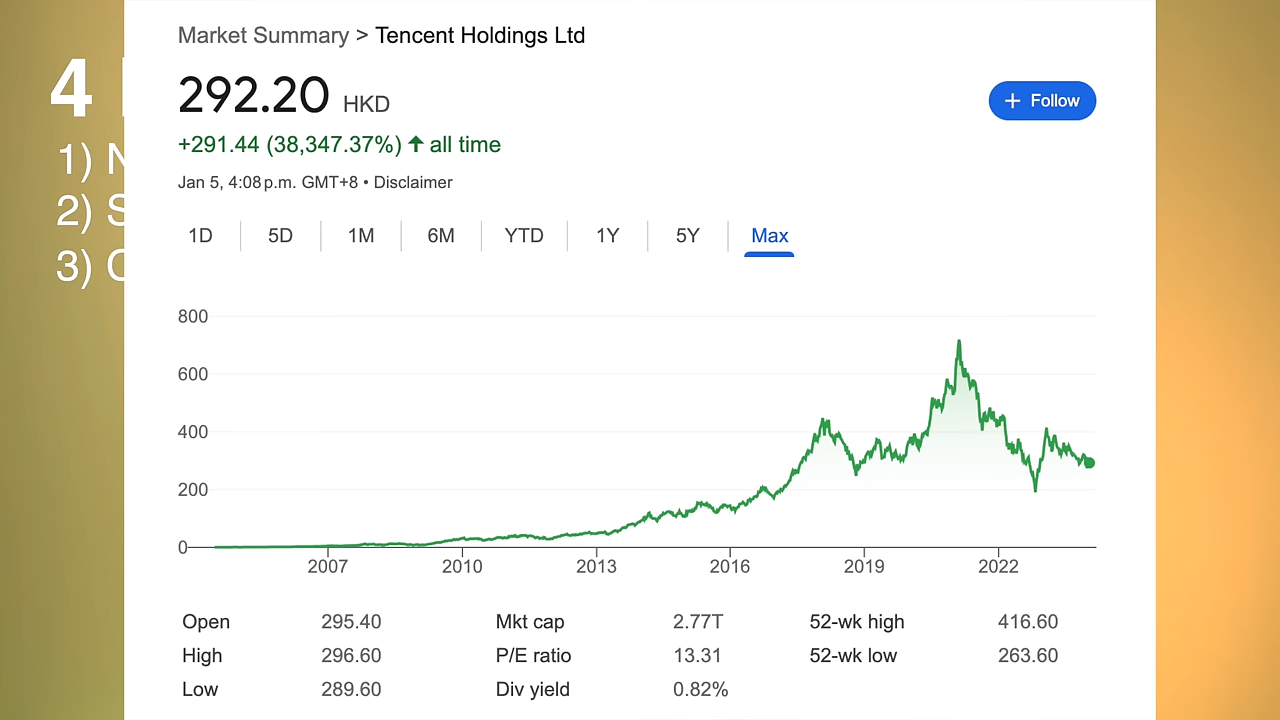 Market Summary > Tencent Holdings Ltd
4
292.20 HKD
+ Follow
+291.44 (38,347.37%) ↑ all time
1) N
Jan 5, 4:08 p.m. GMT+8 • Disclaimer
2) S
1D 5D 1M 6M YTD 1Y 5Y Max
3)
800
600
400
200
0
2007 2010 2013 2016 2019 2022
Open 295.40 Mkt cap 2.77T 52-wk high 416.60
High 296.60 P/E ratio 13.31 52-wk low 263.60
Low 289.60 Div yield 0.82%